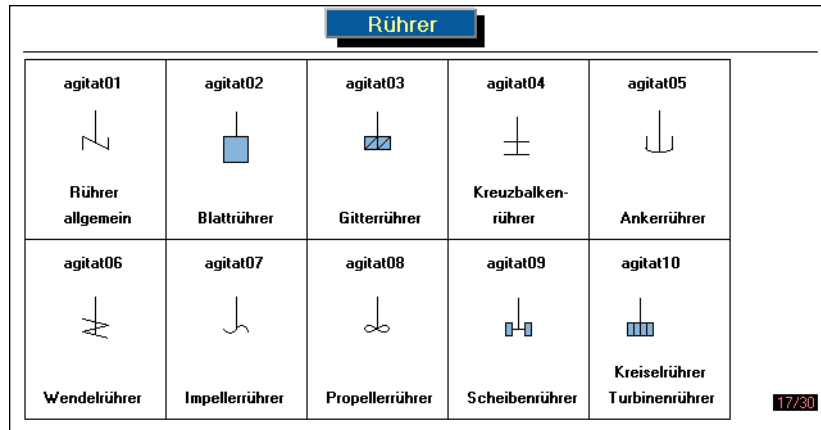 Rührer
agitat01
agitat02
agitat03
agitat04
agitat05
Rührer
allgemein
Blattrührer
Gitterrührer
Kreuzbalken-
rührer
Ankerrührer
agitat06
agitat07
agitat08
agitat09
agitat10
Wendelrührer
Impellerrührer
Propellerrührer
Scheibenrührer
Kreiselrührer
Turbinenrührer
17/30